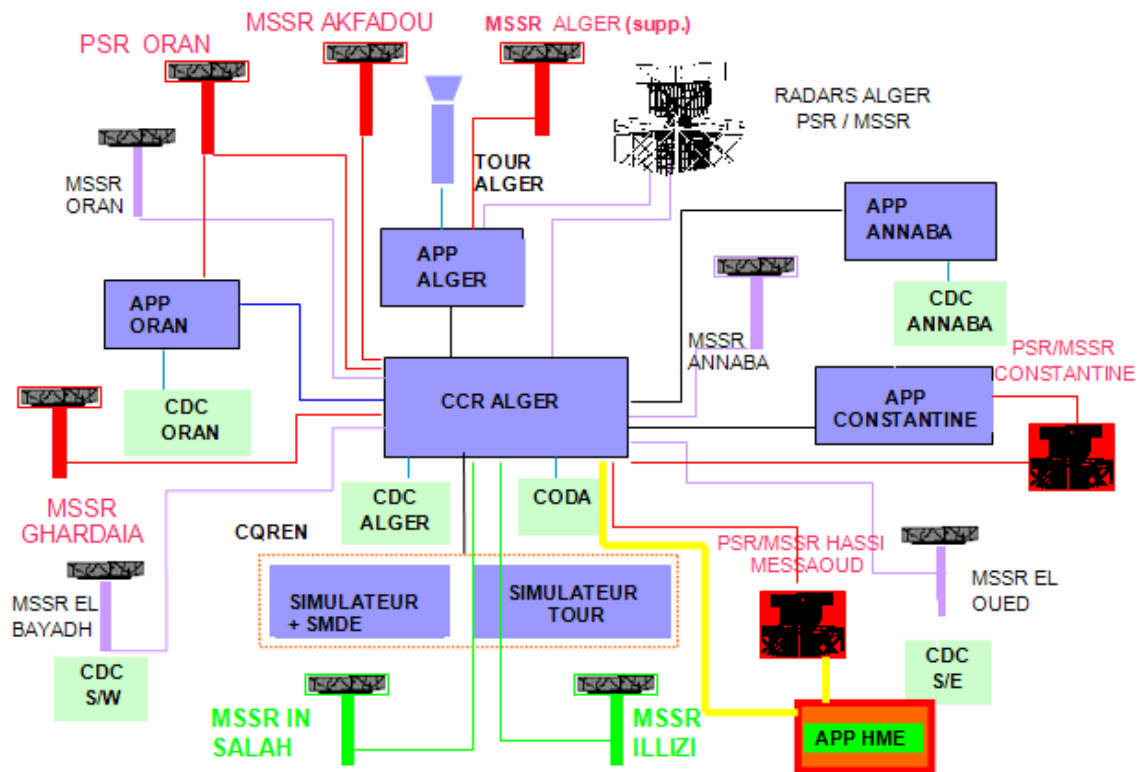 MSSR AKFADOU
MSSR ALGER (supp.)
PSR ORAN
RADARS ALGER
PSR / MSSR
MSSR
ORAN
TOUR
ALGER
APP
ANNABA
APP
ALGER
APP
ORAN
CDC
ANNABA
MSSR
ANNABA
PSR/MSSR
CONSTANTINE
CCR ALGER
APP
CONSTANTINE
CDC
ORAN
MSSR
GHARDAIA
CDC
ALGER
CODA
CQREN
PSR/MSSR HASSI
MESSAOUD
MSSR EL
OUED
MSSR EL
BAYADH
SIMULATEUR
+ SMDE
SIMULATEUR
TOUR
CDC
S/W
CDC
S/E
MSSR IN
SALAH
MSSR
ILLIZI
APP HME